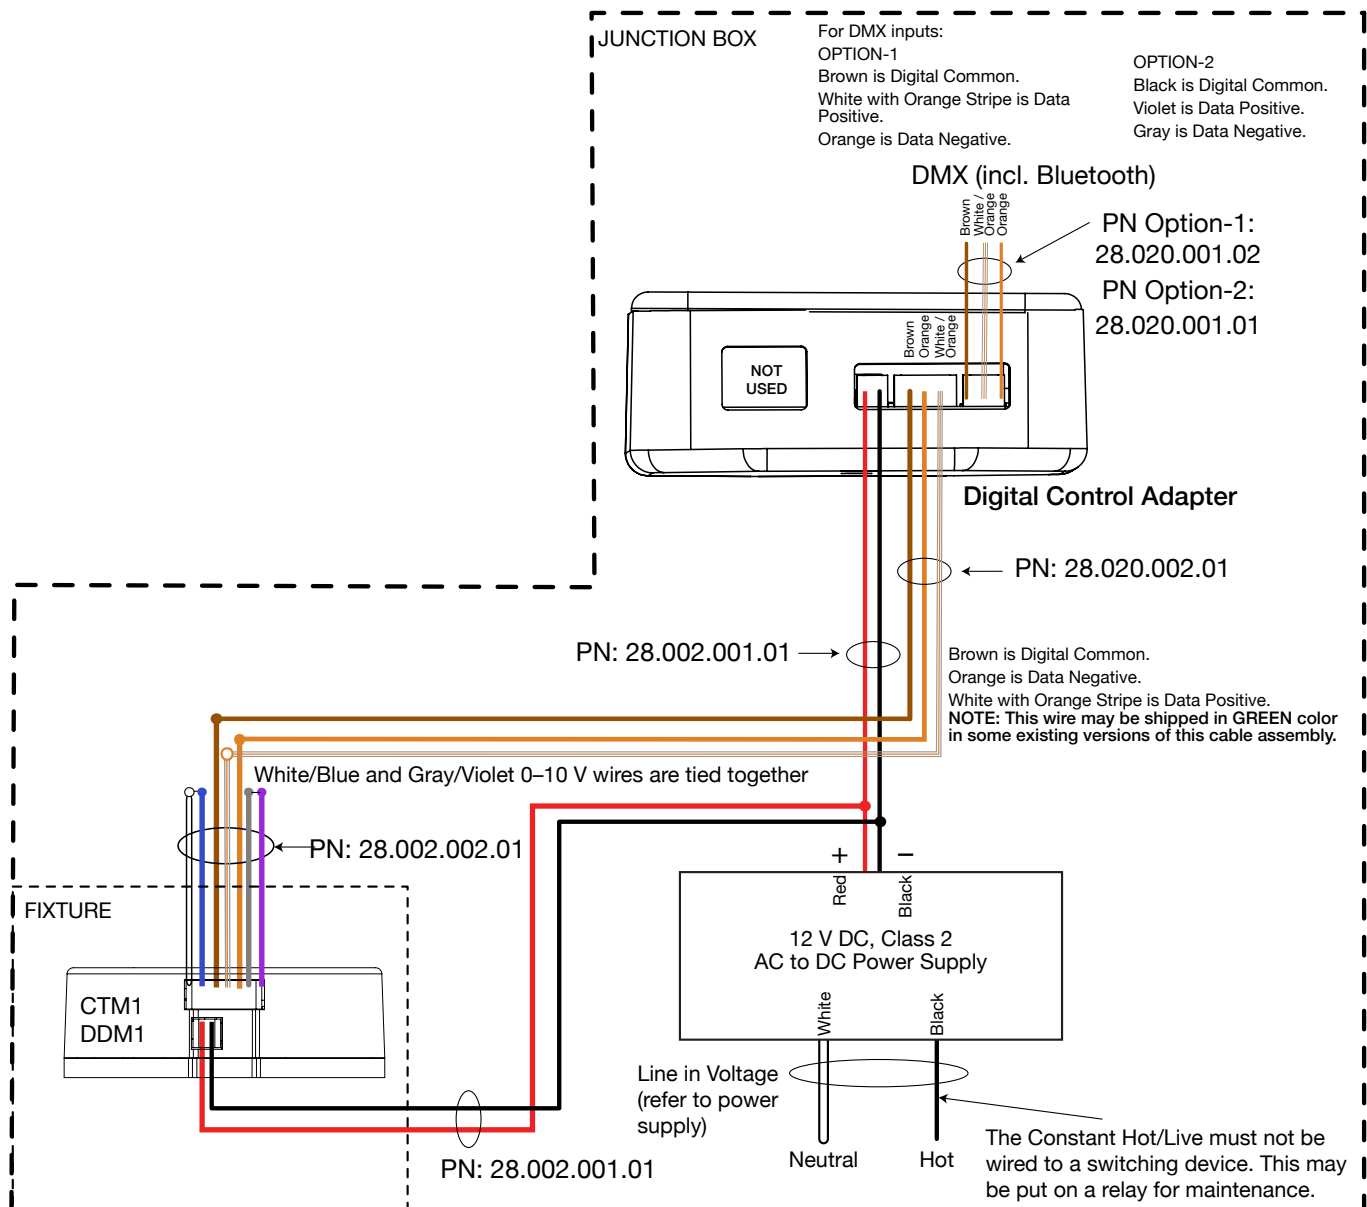 JUNCTION BOX
For DMX inputs:
OPTION-1
Brown is Digital Common.
White with Orange Stripe is Data
Positive.
Orange is Data Negative.
OPTION-2
Black is Digital Common.
Violet is Data Positive.
Gray is Data Negative.
DMX (incl. Bluetooth)
Brown
White /
Orange
Orange
PN Option-1:
28.020.001.02
PN Option-2:
28.020.001.01
Brown
Orange
White /
Orange
NOT
USED
Digital Control Adapter
PN: 28.020.002.01
PN: 28.002.001.01
Brown is Digital Common.
Orange is Data Negative.
White with Orange Stripe is Data Positive.
NOTE: This wire may be shipped in GREEN color
in some existing versions of this cable assembly.
White/Blue and Gray/Violet 0–10 V wires are tied together
PN: 28.002.002.01
FIXTURE
CTM1
DDM1
+
–
Red
Black
12 V DC, Class 2
AC to DC Power Supply
White
Black
Line in Voltage
(refer to power
supply)
Neutral
Hot
PN: 28.002.001.01
The Constant Hot/Live must not be
wired to a switching device. This may
be put on a relay for maintenance.